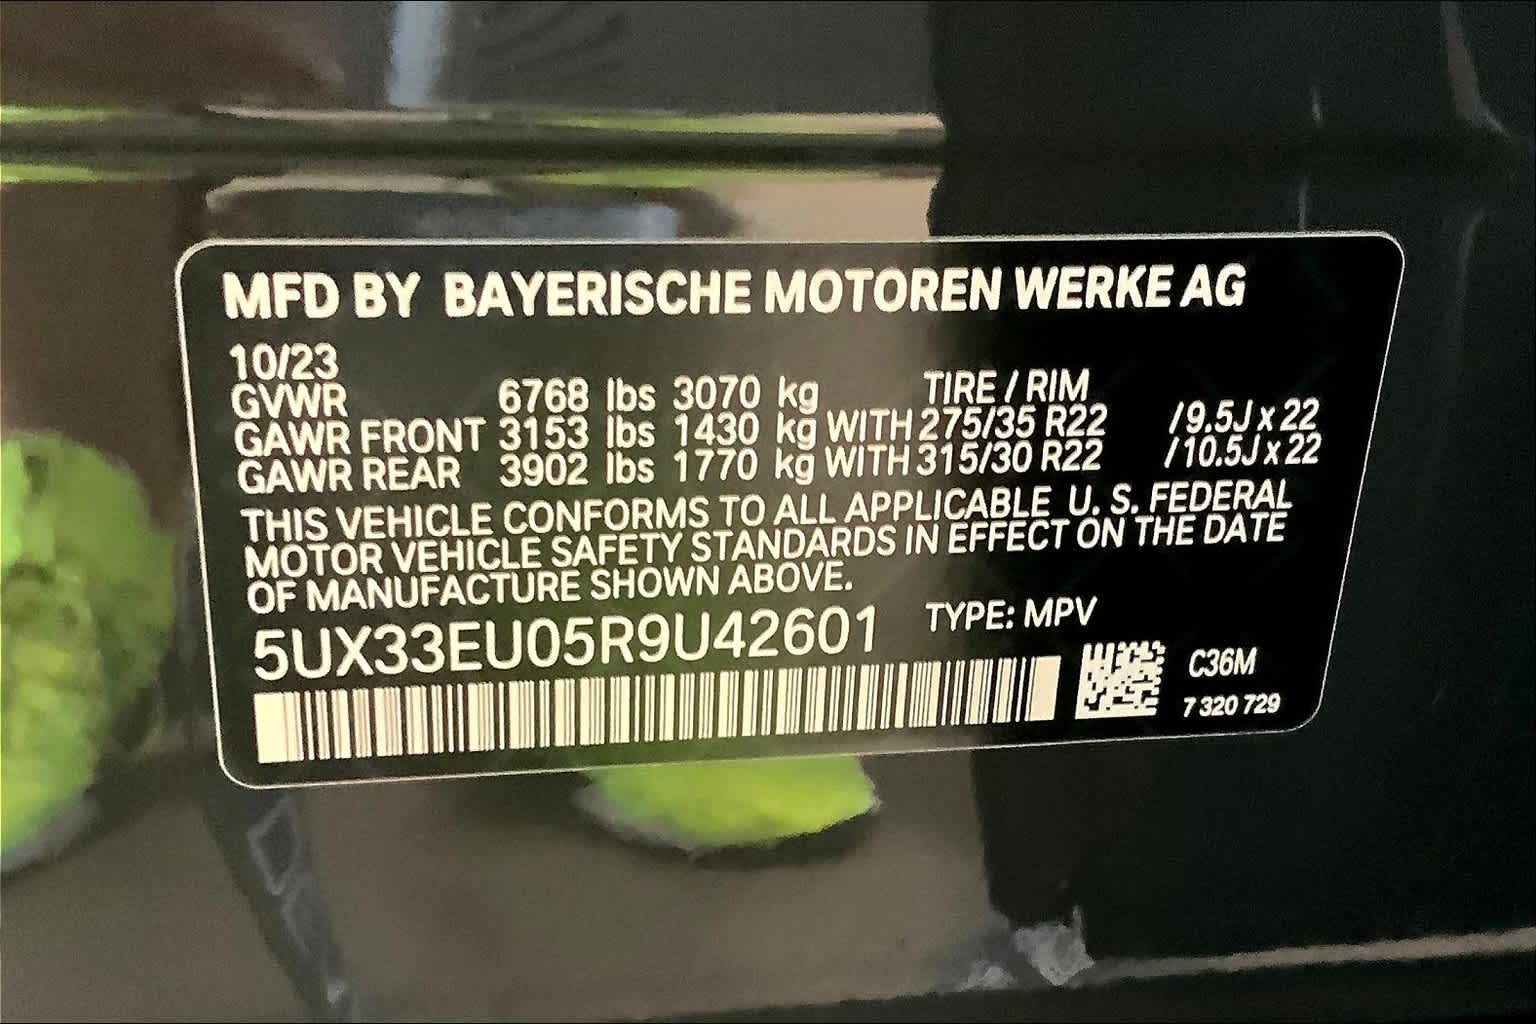 MFD BY BAYERISCHE MOTOREN WERKE AG
10/23
GVWR 6768 lbs 3070 kg TIRE / RIM
GAWR FRONT 3153 lbs 1430 kg WITH 275/35 R22 /9.5J x 22
GAWR REAR 3902 lbs 1770 kg WITH 315/30 R22 /10.5J x 22
THIS VEHICLE CONFORMS TO ALL APPLICABLE U. S. FEDERAL
MOTOR VEHICLE SAFETY STANDARDS IN EFFECT ON THE DATE
OF MANUFACTURE SHOWN ABOVE.
5UX33EU05R9U42601 TYPE: MPV
C36M
7 320 729